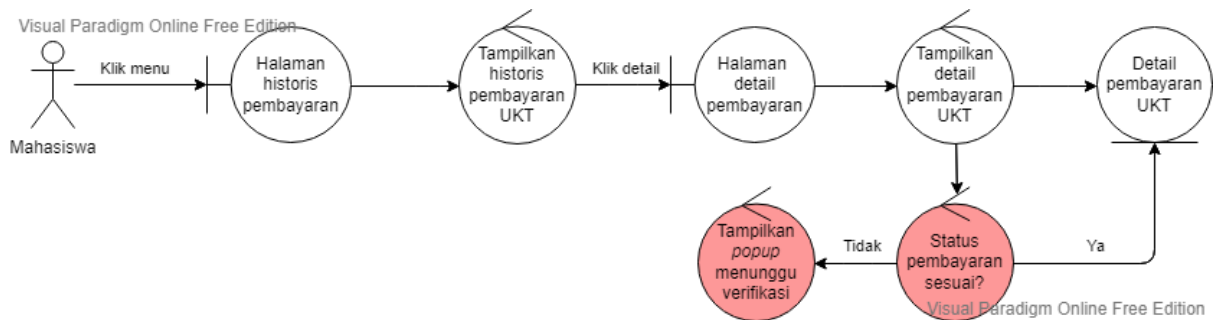 Visual Paradigm Online Free Edition
Mahasiswa
Klik menu
Halaman
historis
pembayaran
Tampilkan
historis
pembayaran
UKT
Klik detail
Halaman
detail
pembayaran
Tampilkan
detail
pembayaran
UKT
Detail
pembayaran
UKT
Tampilkan
popup
menunggu
verifikasi
Tidak
Status
pembayaran
sesuai?
Ya
Visual Paradigm Online Free Edition